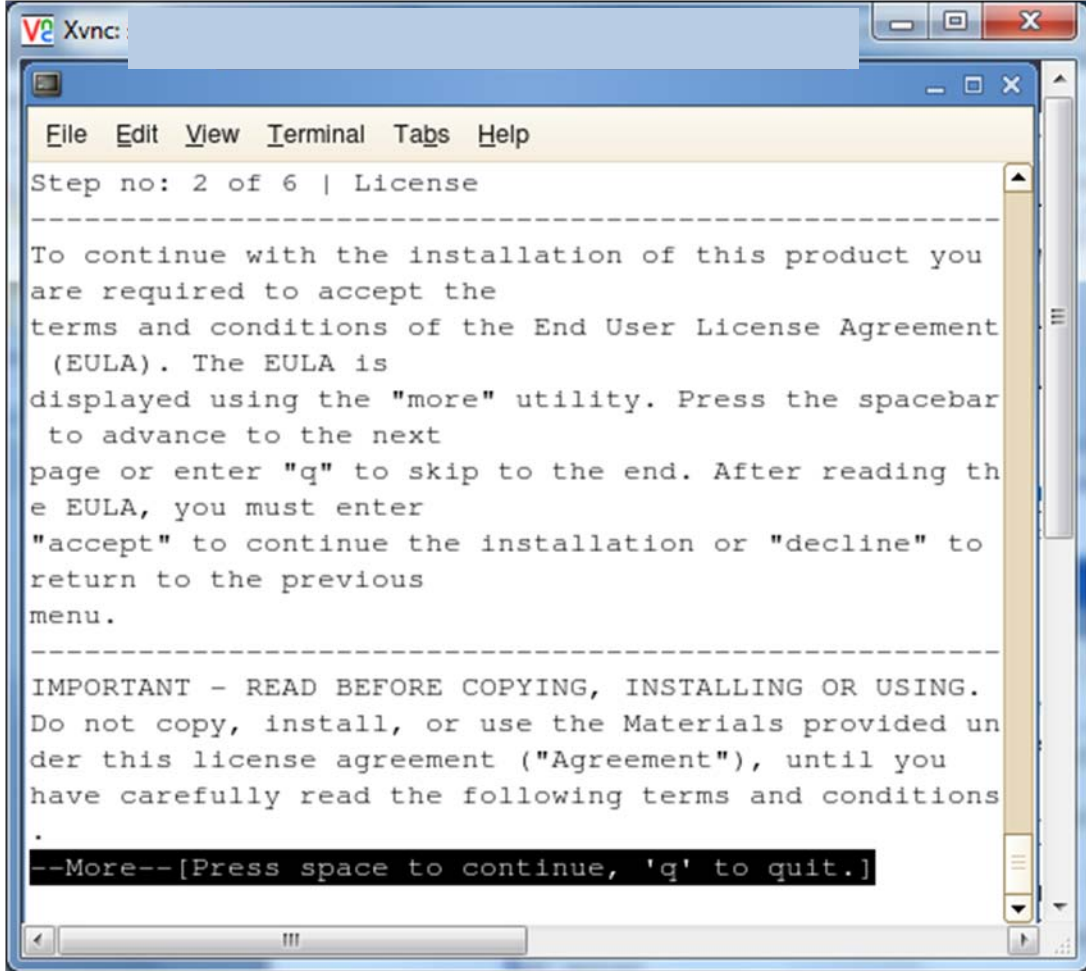 Xvnc:
File Edit View Terminal Tabs Help
Step no: 2 of 6 | License
--------------------------------------------------------------------------------
To continue with the installation of this product you
are required to accept the
terms and conditions of the End User License Agreement
 (EULA). The EULA is
displayed using the "more" utility. Press the spacebar
 to advance to the next
page or enter "q" to skip to the end. After reading th
e EULA, you must enter
"accept" to continue the installation or "decline" to
return to the previous
menu.
--------------------------------------------------------------------------------
IMPORTANT - READ BEFORE COPYING, INSTALLING OR USING.
Do not copy, install, or use the Materials provided un
der this license agreement ("Agreement"), until you
have carefully read the following terms and conditions
.
--More--[Press space to continue, 'q' to quit.]